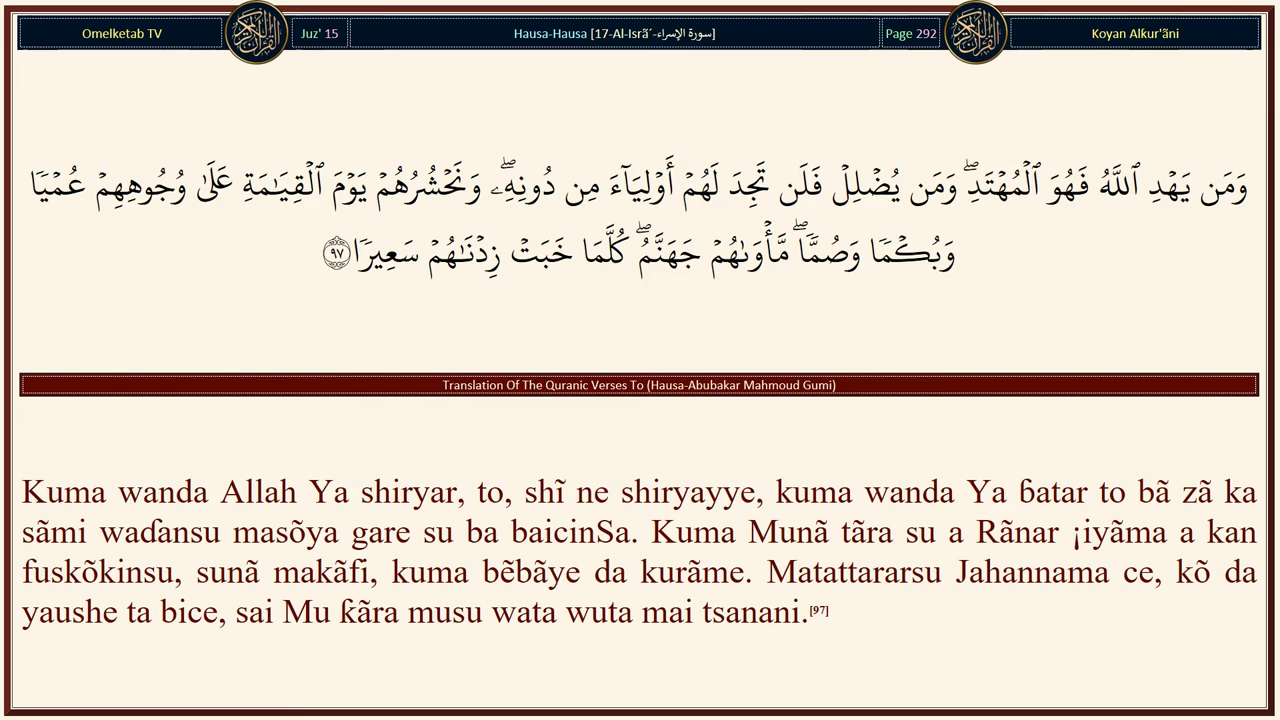 Omelketab TV
Juz' 15
Hausa-Hausa [17-Al-Isrã´-سورة الإسراء]
Page 292
Koyan Alƙur'ãni
وَمَن يَهْدِ ٱللَّهُ فَهُوَ ٱلْمُهْتَدِۖ وَمَن يُضْلِلْ فَلَن تَجِدَ لَهُمْ أَوْلِيَآءَ مِن دُونِهِۦۖ وَنَحْشُرُهُمْ يَوْمَ ٱلْقِيَـٰمَةِ عَلَىٰ وُجُوهِهِمْ عُمْيًا
وَبُكْمًا وَصُمًّاۖ مَّأْوَىٰهُمْ جَهَنَّمُۖ كُلَّمَا خَبَتْ زِدْنَـٰهُمْ سَعِيرًا ٩٧
Translation Of The Quranic Verses To (Hausa-Abubakar Mahmoud Gumi)
Kuma wanda Allah Ya shiryar, to, shĩ ne shiryayye, kuma wanda Ya ɓatar to bã zã ka
sãmi waɗansu masõya gare su ba baicinSa. Kuma Munã tãra su a Rãnar ¡iyãma a kan
fuskõkinsu, sunã makãfi, kuma bẽbãye da kurãme. Matattararsu Jahannama ce, kõ da
yaushe ta bice, sai Mu ƙãra musu wata wuta mai tsanani.[97]